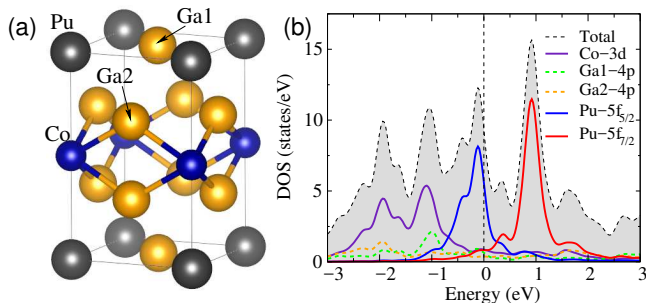 (a)
Pu
Ga1
Ga2
Co
(b)
DOS (states/eV)
15
10
5
0
Total
Co−3d
Ga1−4p
Ga2−4p
Pu−5f5/2
Pu−5f7/2
−3 −2 −1 0 1 2 3
Energy (eV)